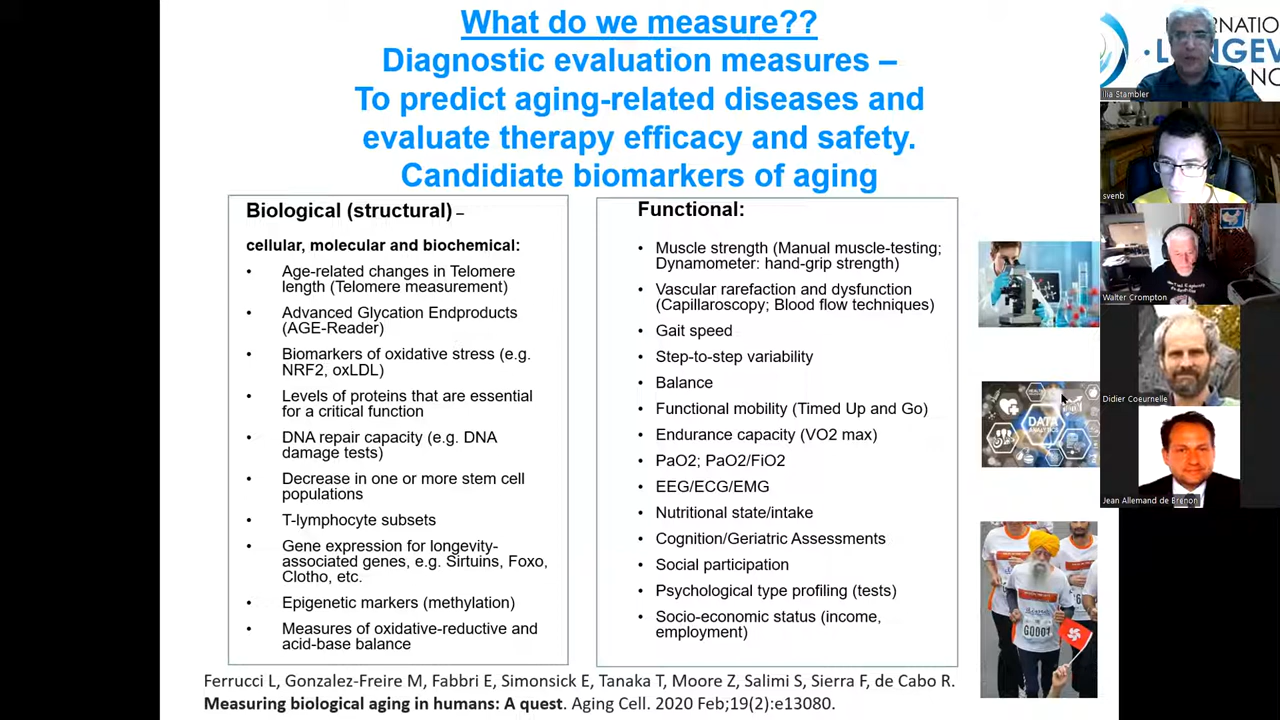 What do we measure??
Diagnostic evaluation measures –
To predict aging-related diseases and
evaluate therapy efficacy and safety.
Candidiate biomarkers of aging
Biological (structural) –
cellular, molecular and biochemical:
• Age-related changes in Telomere
length (Telomere measurement)
• Advanced Glycation Endproducts
(AGE-Reader)
• Biomarkers of oxidative stress (e.g.
NRF2, oxLDL)
• Levels of proteins that are essential
for a critical function
• DNA repair capacity (e.g. DNA
damage tests)
• Decrease in one or more stem cell
populations
• T-lymphocyte subsets
• Gene expression for longevity-
associated genes, e.g. Sirtuins, Foxo,
Clotho, etc.
• Epigenetic markers (methylation)
• Measures of oxidative-reductive and
acid-base balance
Functional:
• Muscle strength (Manual muscle-testing;
Dynamometer: hand-grip strength)
• Vascular rarefaction and dysfunction
(Capillaroscopy; Blood flow techniques)
• Gait speed
• Step-to-step variability
• Balance
• Functional mobility (Timed Up and Go)
• Endurance capacity (VO2 max)
• PaO2; PaO2/FiO2
• EEG/ECG/EMG
• Nutritional state/intake
• Cognition/Geriatric Assessments
• Social participation
• Psychological type profiling (tests)
• Socio-economic status (income,
employment)
Ferrucci L, Gonzalez-Freire M, Fabbri E, Simonsick E, Tanaka T, Moore Z, Salimi S, Sierra F, de Cabo R.
Measuring biological aging in humans: A quest. Aging Cell. 2020 Feb;19(2):e13080.
DATA
G0001
Ilia Stambler
svenb
Walter Crompton
Didier Coeurnelle
Jean Allemand de Brenon